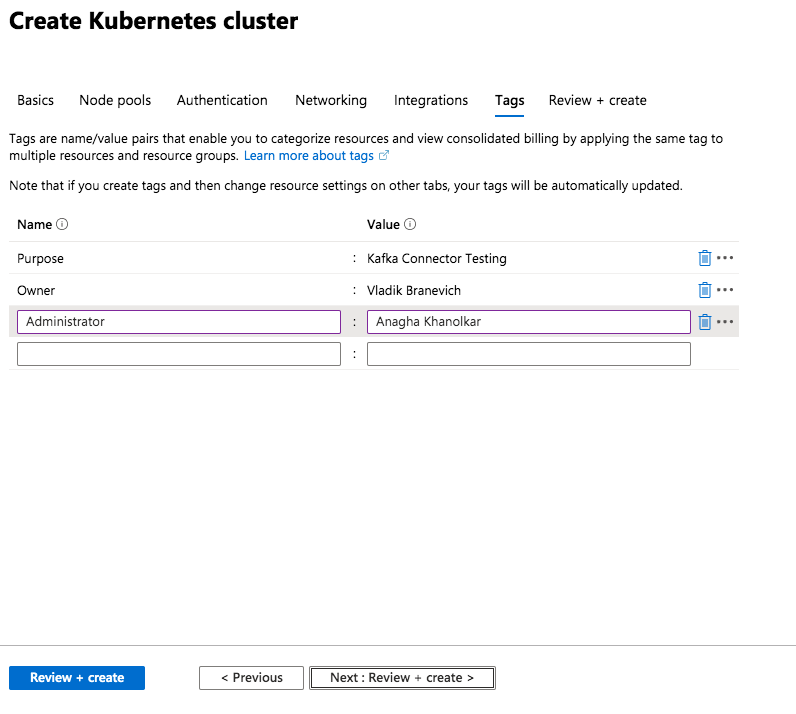 Create Kubernetes cluster
Basics Node pools Authentication Networking Integrations Tags Review + create
Tags are name/value pairs that enable you to categorize resources and view consolidated billing by applying the same tag to
multiple resources and resource groups. Learn more about tags
Note that if you create tags and then change resource settings on other tabs, your tags will be automatically updated.
Name Value
Purpose : Kafka Connector Testing
Owner : Vladik Branevich
Administrator : Anagha Khanolkar
:
Review + create < Previous Next : Review + create >